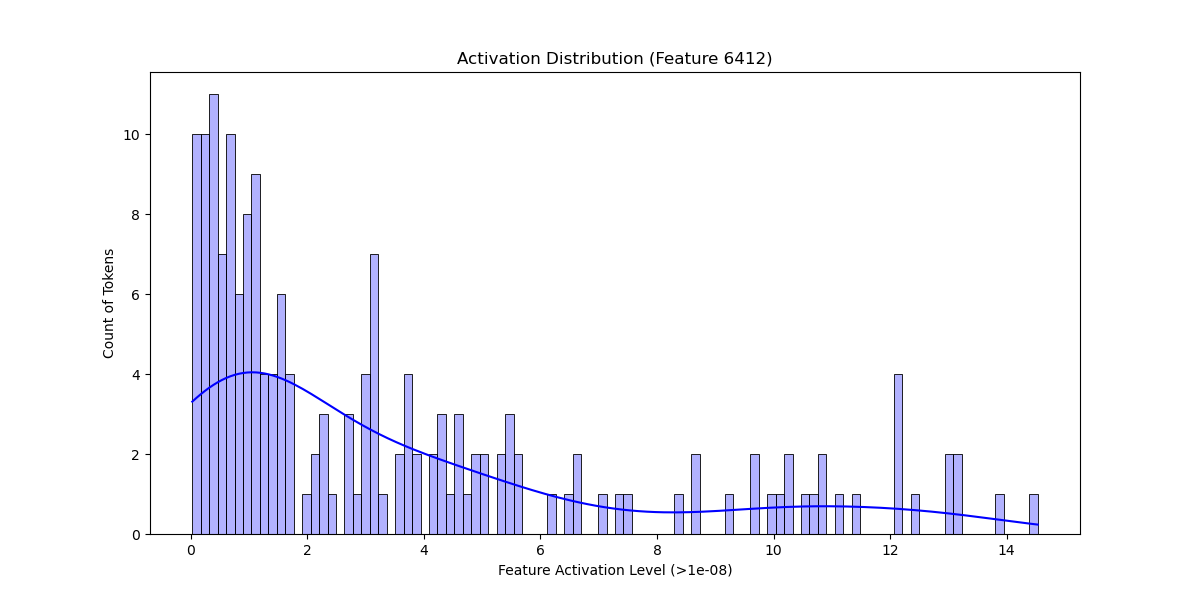 Activation Distribution (Feature 6412)
Count of Tokens
10
8
6
4
2
0
0 2 4 6 8 10 12 14
Feature Activation Level (>1e-08)